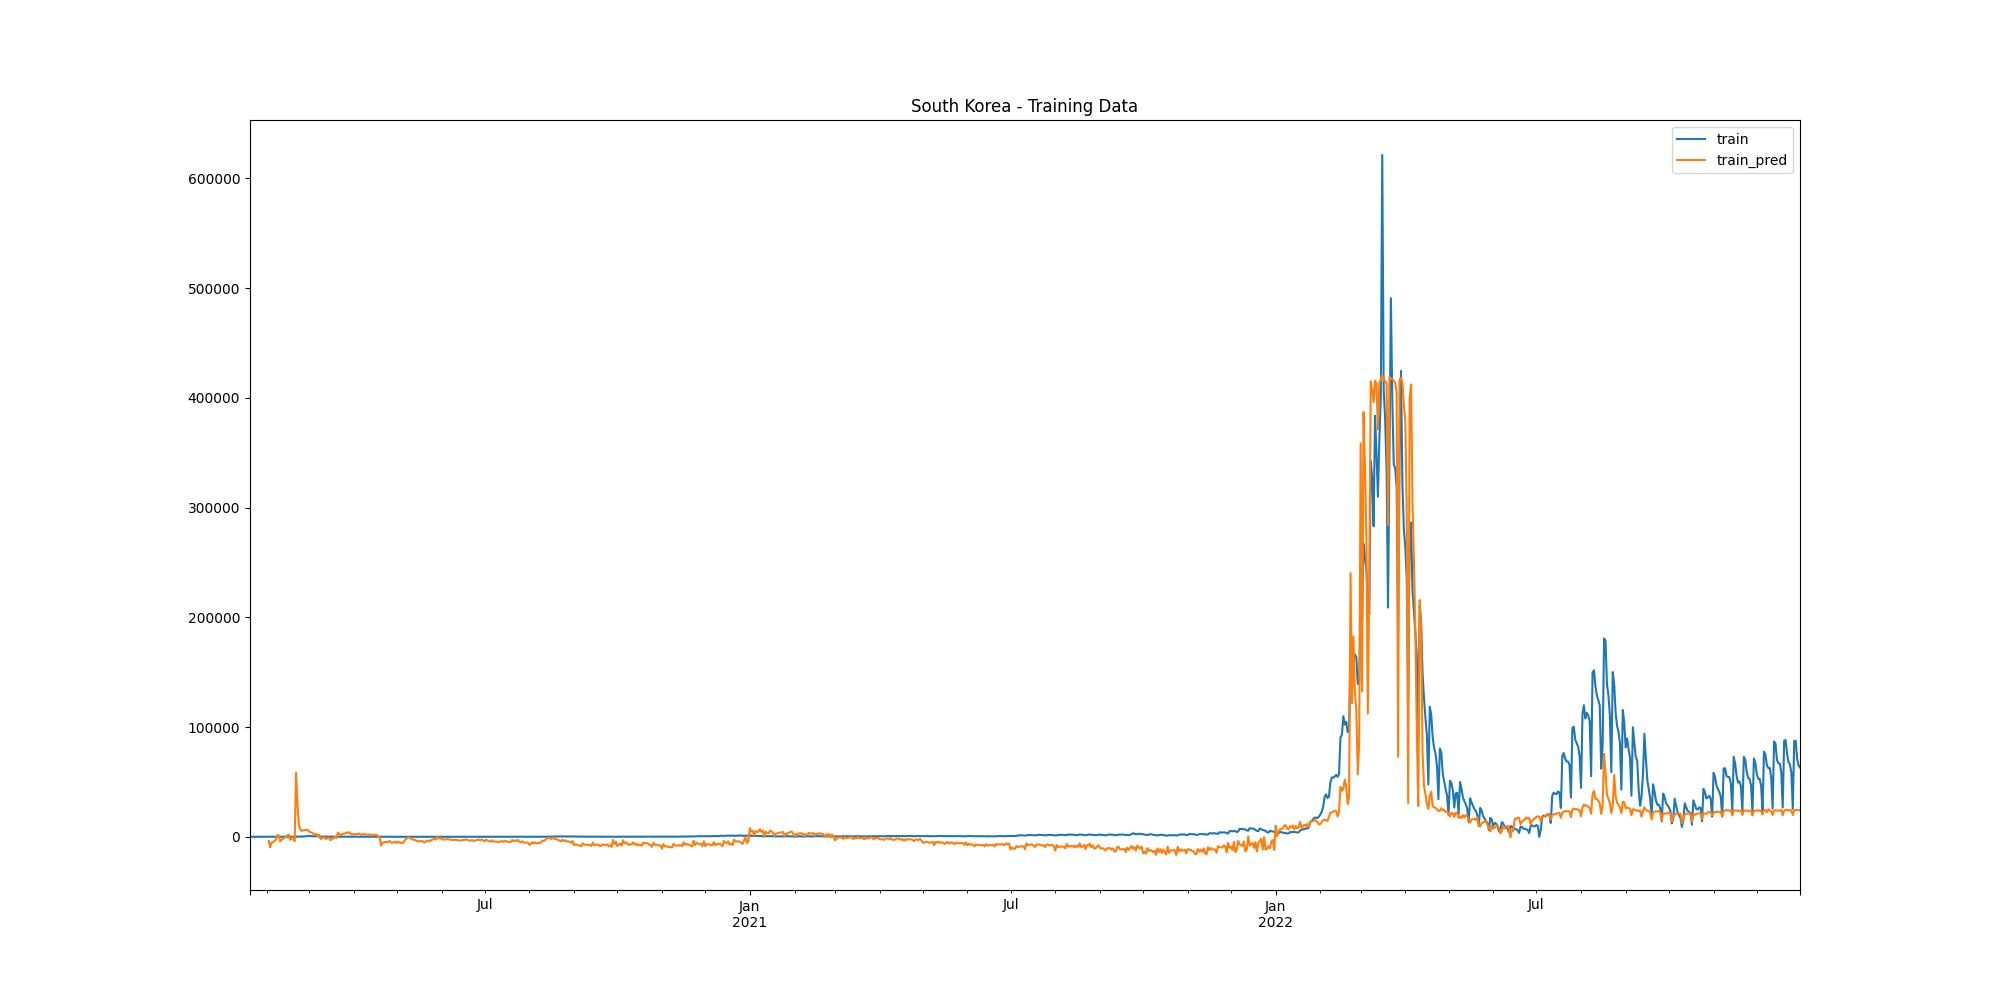 South Korea - Training Data
train
train_pred
600000
500000
400000
300000
200000
100000
0
Jul
Jan
2021
Jul
Jan
2022
Jul